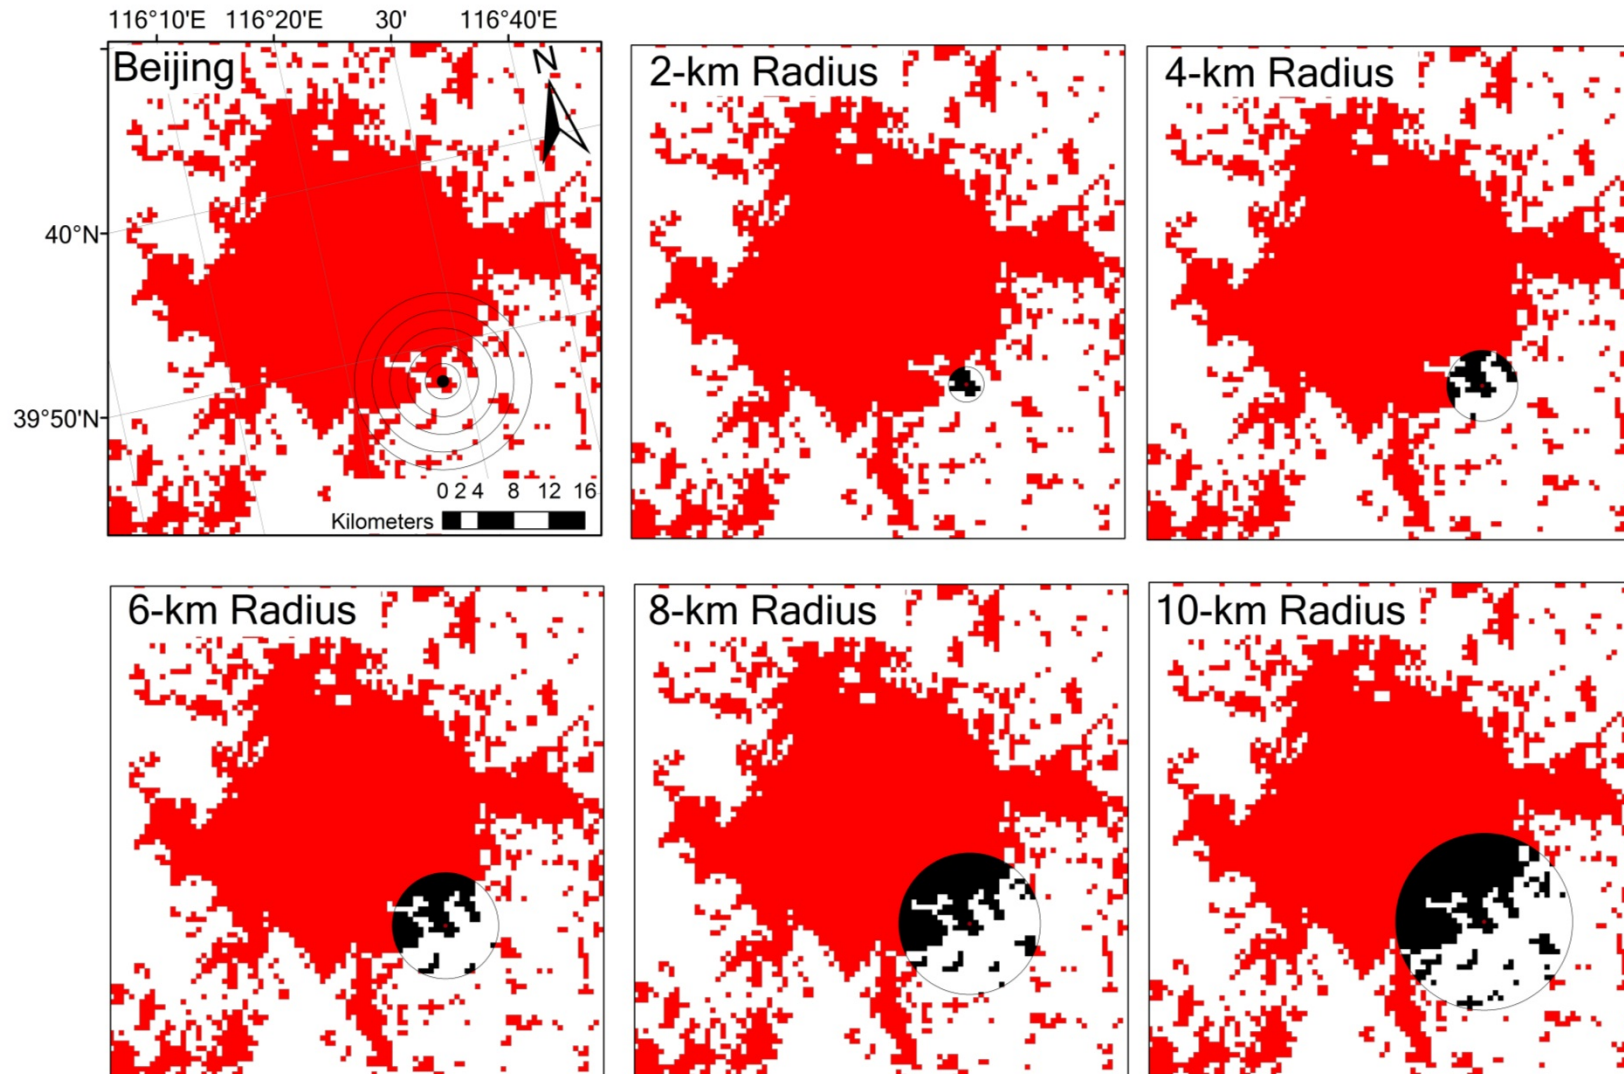 116°10'E 116°20'E 30' 116°40'E
Beijing
N
2-km Radius
4-km Radius
40°N
39°50'N
0 2 4 8 12 16
Kilometers
6-km Radius
8-km Radius
10-km Radius